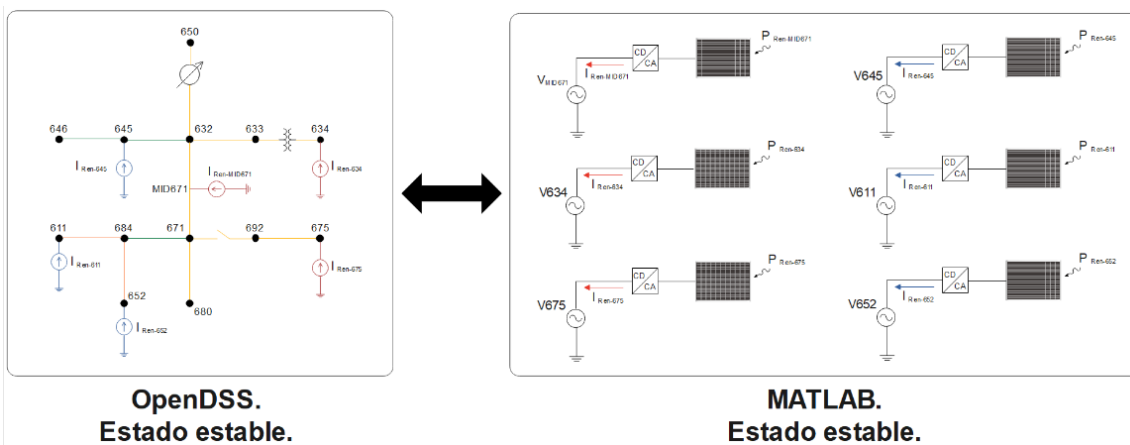 650
646
645
632
633
634
I Ren-645
MID671
I Ren-MID671
I Ren-634
611
684
671
692
675
I Ren-611
652
680
I Ren-675
I Ren-652
OpenDSS.
Estado estable.
V MID671
I Ren-MID671
CD
CA
P Ren-MID671
V645
I Ren-645
CD
CA
P Ren-645
V634
I Ren-634
CD
CA
P Ren-634
V611
I Ren-611
CD
CA
P Ren-611
V675
I Ren-675
CD
CA
P Ren-675
V652
I Ren-652
CD
CA
P Ren-652
MATLAB.
Estado estable.